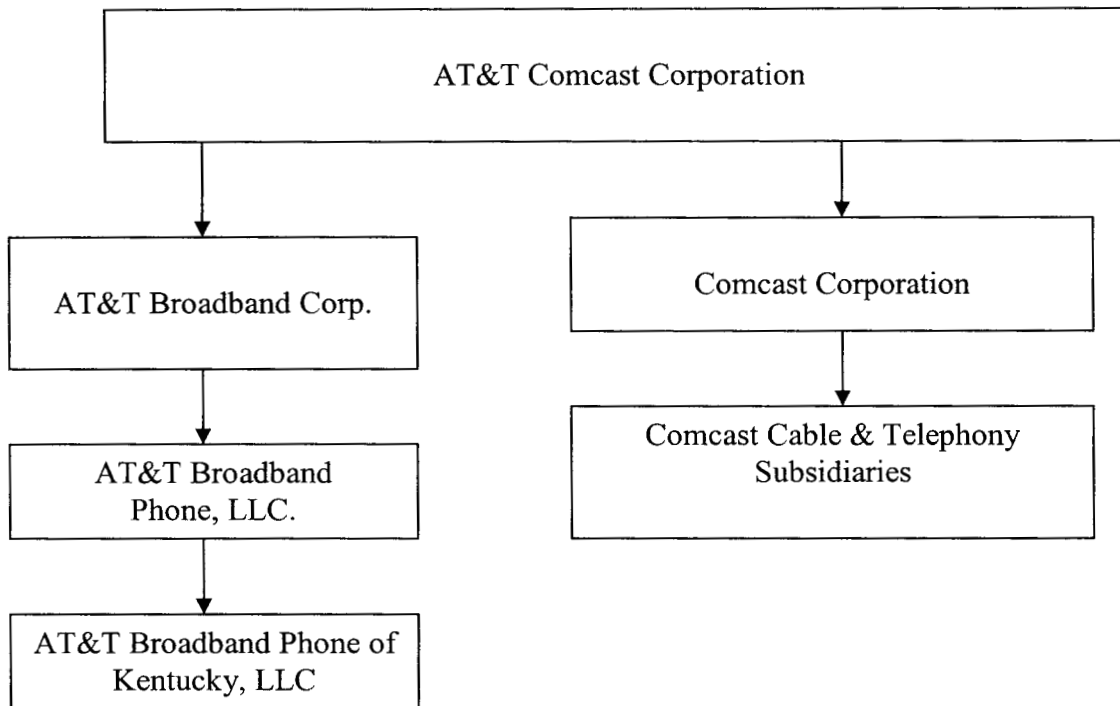 AT&T Comcast Corporation
AT&T Broadband Corp.
Comcast Corporation
AT&T Broadband
Phone, LLC.
Comcast Cable & Telephony
Subsidiaries
AT&T Broadband Phone of
Kentucky, LLC